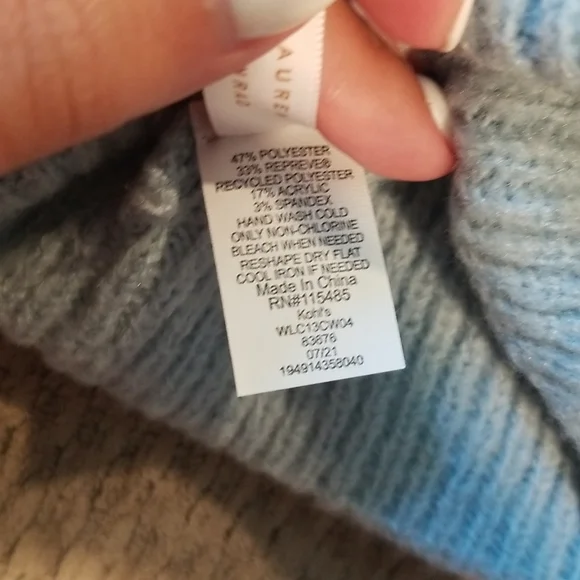 47% POLYESTER
33% REPREVE®
RECYCLED POLYESTER
17% ACRYLIC
3% SPANDEX
HAND WASH COLD
ONLY NON-CHLORINE
BLEACH WHEN NEEDED
RESHAPE DRY FLAT
COOL IRON IF NEEDED
Made In China
RN#115485
Kohl's
WLC13CW04
83676
07/21
194914358040